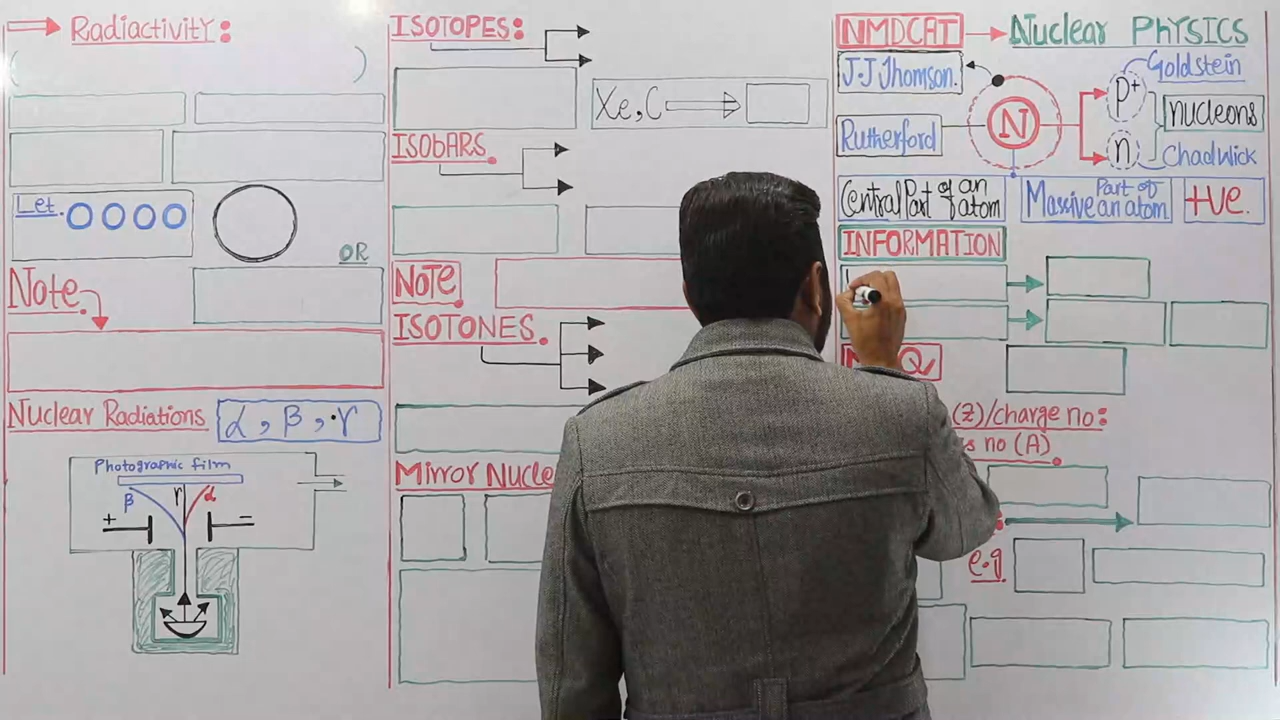 Radiactivity:
( )
Let.
OR
Note.
Nuclear Radiations
α, β, γ
Photographic film
β γ α
+ −
ISOTOPES:
Xe, C
ISObARS.
NOTE.
ISOTONES.
Mirror Nucle
NMDCAT
Nuclear PhYSICS
J.J Thomson.
Goldstein
P+
N
nucleons
Rutherford
n
Chadwick
Central Part of an atom
Massive Part of an atom
+ve.
INFORMATION
Q
(Z)/charge no:
s no (A).
e.g